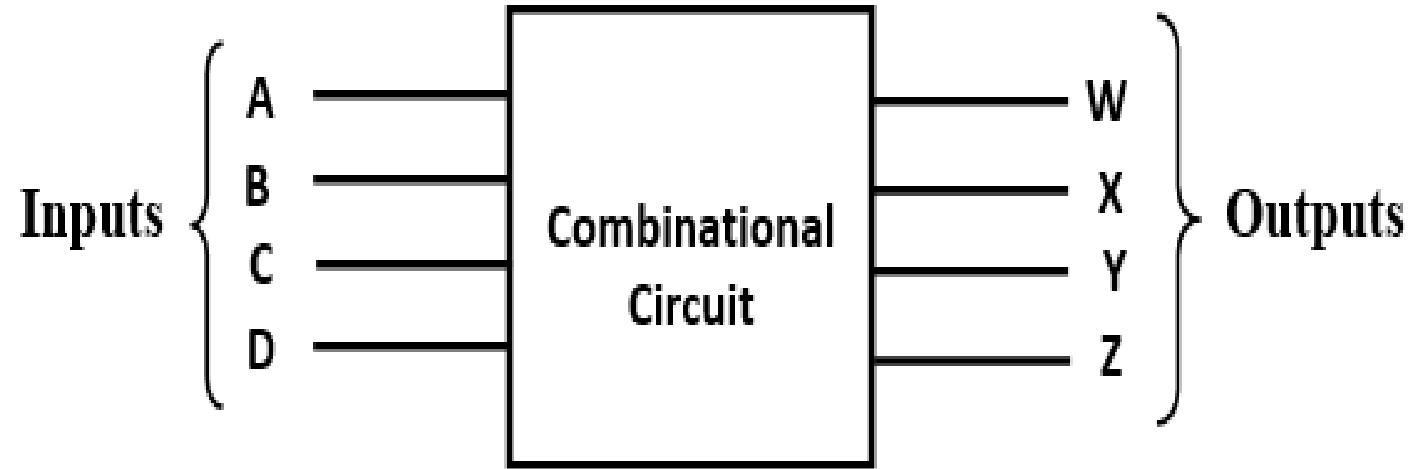 Inputs
A
B
C
D
Combinational
Circuit
W
X
Y
Z
Outputs